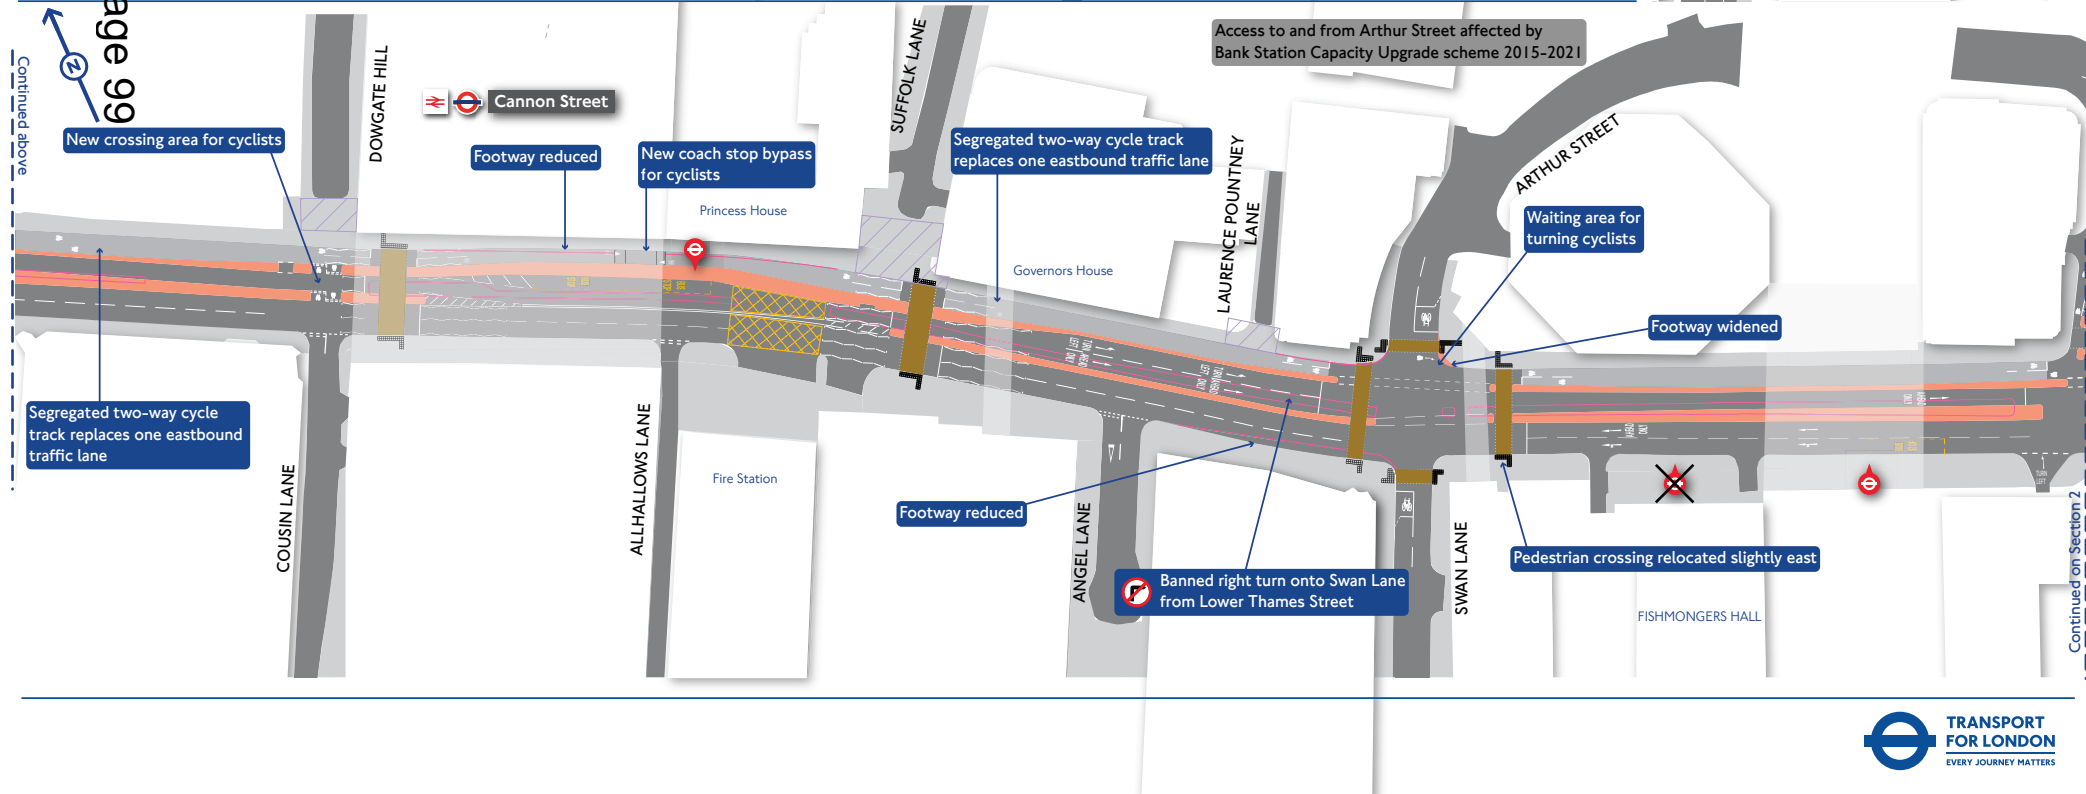 age 99
N
Continued above
New crossing area for cyclists
DOWGATE HILL
Cannon Street
Footway reduced
New coach stop bypass
for cyclists
Princess House
SUFFOLK LANE
Segregated two-way cycle track
replaces one eastbound traffic lane
Governors House
Access to and from Arthur Street affected by
Bank Station Capacity Upgrade scheme 2015-2021
LAURENCE POUNTNEY
LANE
ARTHUR STREET
Waiting area for
turning cyclists
Footway widened
Segregated two-way cycle
track replaces one eastbound
traffic lane
COUSIN LANE
ALLHALLOWS LANE
Fire Station
Footway reduced
ANGEL LANE
Banned right turn onto Swan Lane
from Lower Thames Street
SWAN LANE
Pedestrian crossing relocated slightly east
FISHMONGERS HALL
Continued on Section 2
TURN
LEFT
AHEAD
ONLY
TRANSPORT
FOR LONDON
EVERY JOURNEY MATTERS